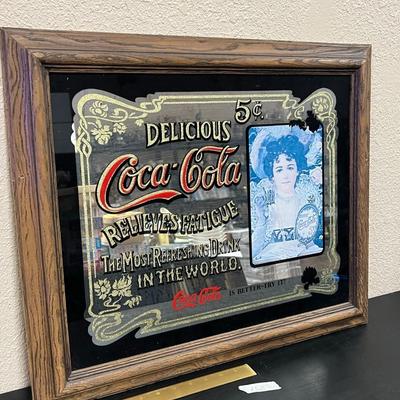 5¢.
DELICIOUS
Coca-Cola
RELIEVES FATIGUE
THE MOST REFRESHING DRINK
IN THE WORLD.
Coca-Cola IS BETTER-TRY IT!